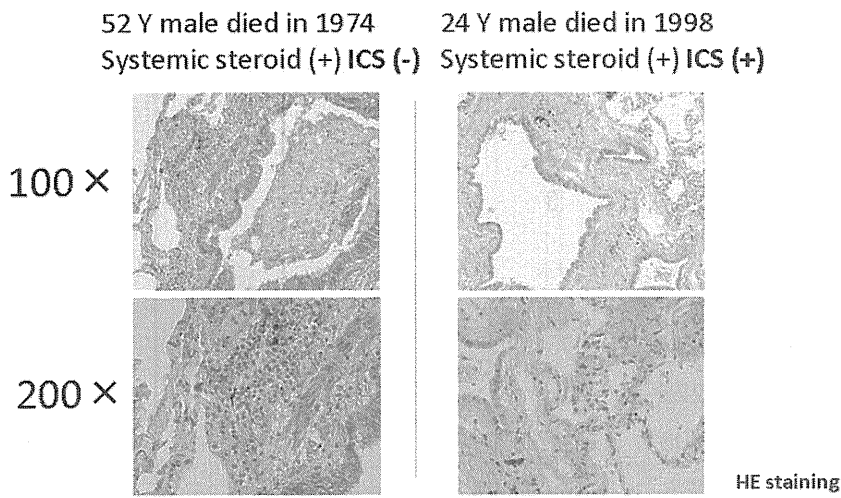 52 Y male died in 1974
Systemic steroid (+) ICS (-)
24 Y male died in 1998
Systemic steroid (+) ICS (+)
100 ×
200 ×
HE staining